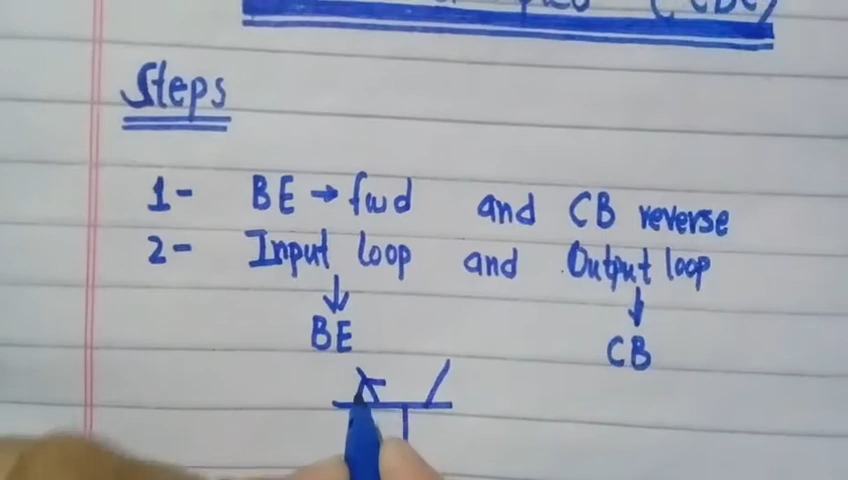 Steps
1- BE → fwd and CB reverse
2- Input loop and Output loop
↓ ↓
BE CB